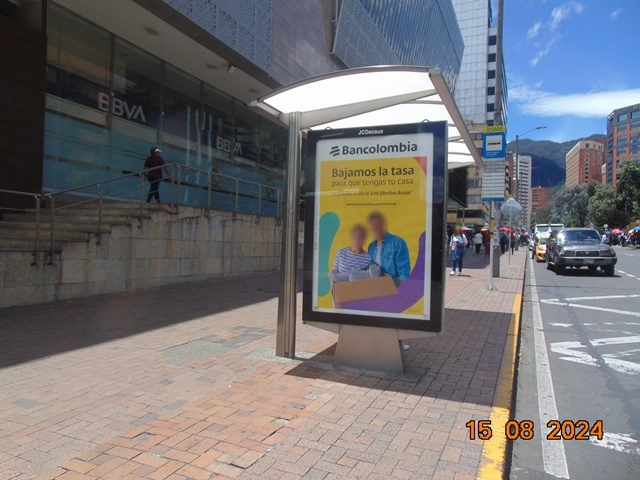 BBVA
BBVA
JCDecaux
Bancolombia
Bajamos la tasa
para que tengas tu casa
15 08 2024